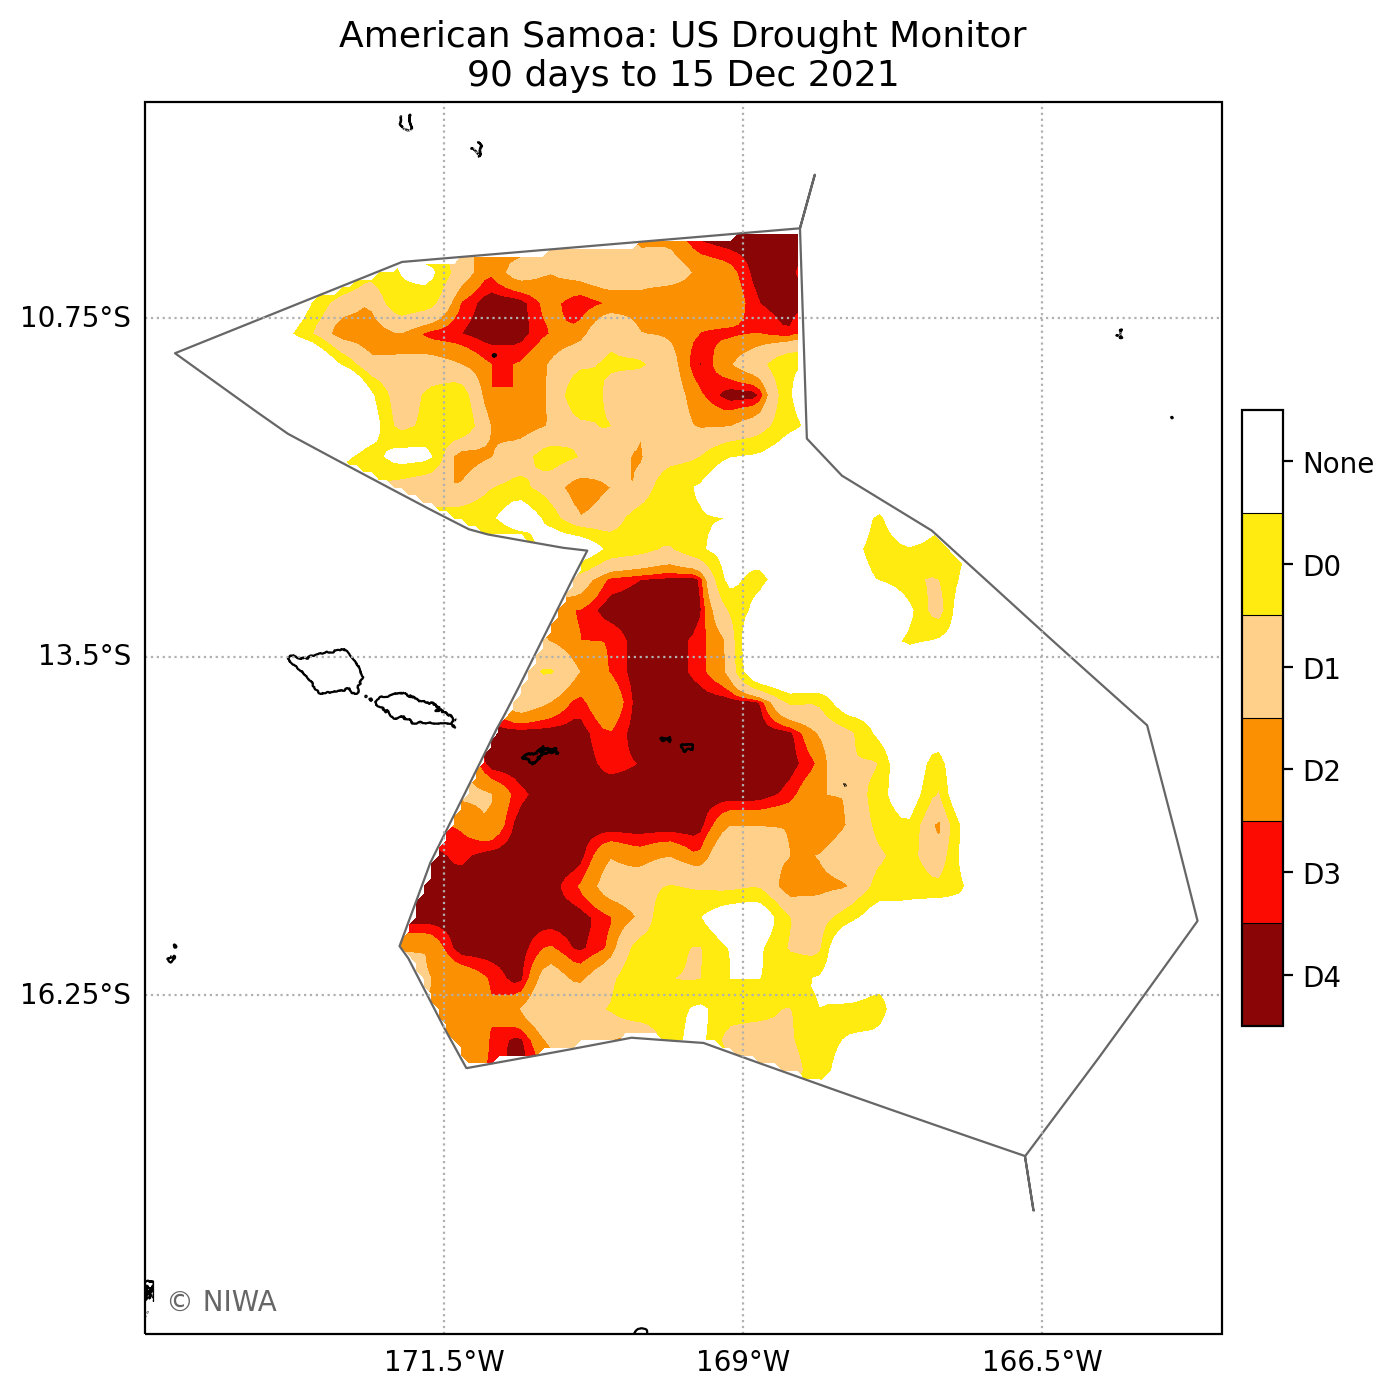 American Samoa: US Drought Monitor
90 days to 15 Dec 2021
10.75°S
13.5°S
16.25°S
171.5°W
169°W
166.5°W
None
D0
D1
D2
D3
D4
© NIWA